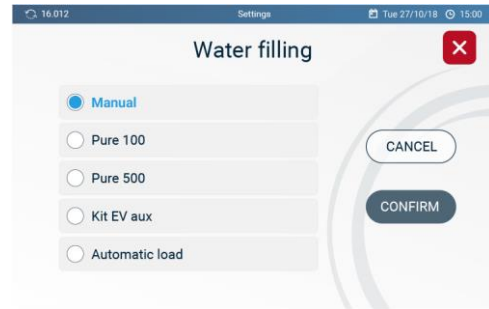 16.012 Settings Tue 27/10/18 15:00
Water filling
Manual
Pure 100
Pure 500
Kit EV aux
Automatic load
CANCEL
CONFIRM